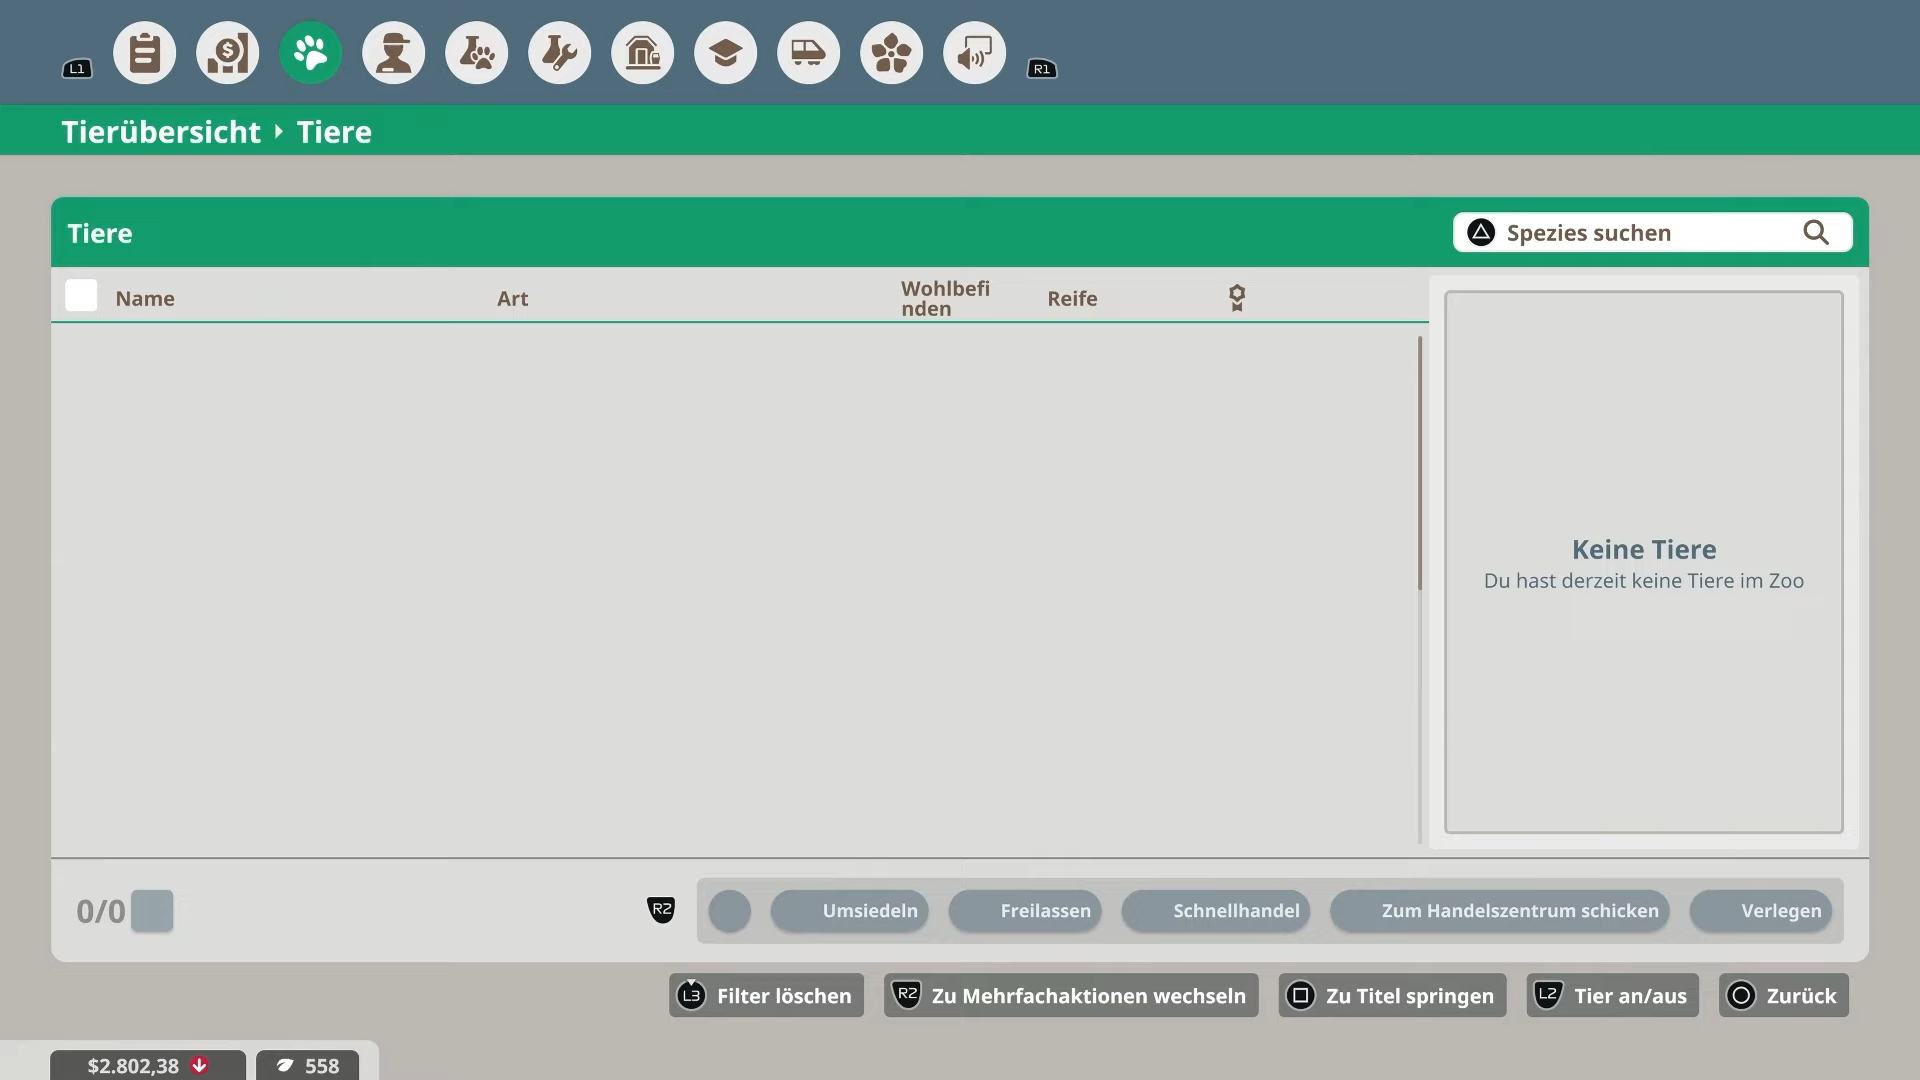 L1
R1
Tierübersicht Tiere
Tiere
Spezies suchen
Name Art Wohlbefi
nden Reife
Keine Tiere
Du hast derzeit keine Tiere im Zoo
0/0
R2 Umsiedeln Freilassen Schnellhandel Zum Handelszentrum schicken Verlegen
L3 Filter löschen R2 Zu Mehrfachaktionen wechseln Zu Titel springen L2 Tier an/aus Zurück
$2.802,38 558